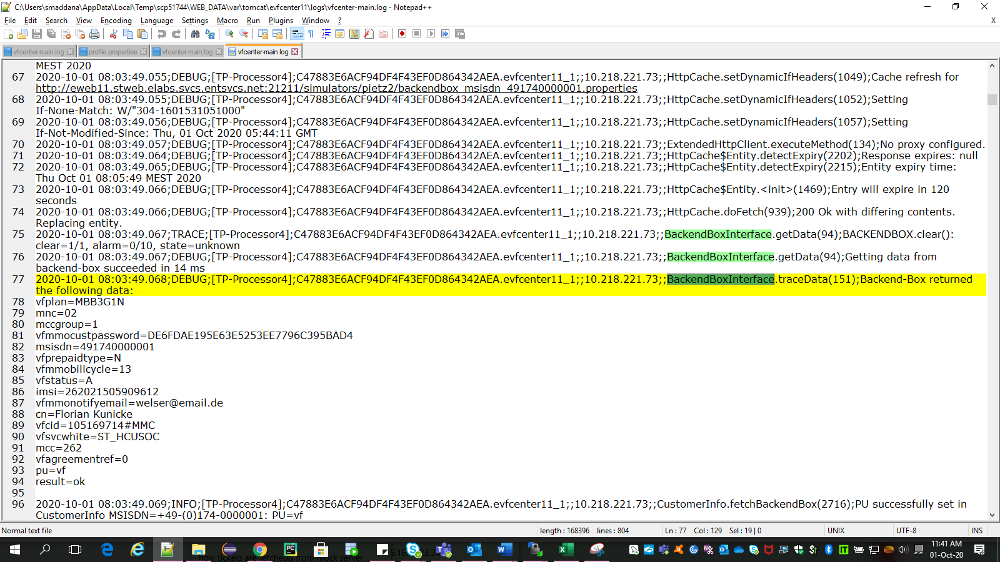 C:\Users\smaddana\AppData\Local\Temp\scp51744\WEB_DATA\var\tomcat\evfcenter11\logs\vfcenter-main.log - Notepad++
File Edit Search View Encoding Language Settings Macro Run Plugins Window ? X
vfcenter-main.log profile.properties vfcenter-main.log vfcenter-main.log
MEST 2020
67 2020-10-01 08:03:49.055;DEBUG;[TP-Processor4];C47883E6ACF94DF4F43EF0D864342AEA.evfcenter11_1;;10.218.221.73;;HttpCache.setDynamicIfHeaders(1049);Cache refresh for
http://eweb11.stweb.elabs.svcs.entsvcs.net:21211/simulators/pietz2/backendbox_msisdn_491740000001.properties
68 2020-10-01 08:03:49.055;DEBUG;[TP-Processor4];C47883E6ACF94DF4F43EF0D864342AEA.evfcenter11_1;;10.218.221.73;;HttpCache.setDynamicIfHeaders(1052);Setting
If-None-Match: W/"304-1601531051000"
69 2020-10-01 08:03:49.056;DEBUG;[TP-Processor4];C47883E6ACF94DF4F43EF0D864342AEA.evfcenter11_1;;10.218.221.73;;HttpCache.setDynamicIfHeaders(1057);Setting
If-Not-Modified-Since: Thu, 01 Oct 2020 05:44:11 GMT
70 2020-10-01 08:03:49.057;DEBUG;[TP-Processor4];C47883E6ACF94DF4F43EF0D864342AEA.evfcenter11_1;;10.218.221.73;;ExtendedHttpClient.executeMethod(134);No proxy configured.
71 2020-10-01 08:03:49.064;DEBUG;[TP-Processor4];C47883E6ACF94DF4F43EF0D864342AEA.evfcenter11_1;;10.218.221.73;;HttpCache$Entity.detectExpiry(2202);Response expires: null
72 2020-10-01 08:03:49.065;DEBUG;[TP-Processor4];C47883E6ACF94DF4F43EF0D864342AEA.evfcenter11_1;;10.218.221.73;;HttpCache$Entity.detectExpiry(2215);Entity expiry time:
Thu Oct 01 08:05:49 MEST 2020
73 2020-10-01 08:03:49.066;DEBUG;[TP-Processor4];C47883E6ACF94DF4F43EF0D864342AEA.evfcenter11_1;;10.218.221.73;;HttpCache$Entity.<init>(1469);Entry will expire in 120
seconds
74 2020-10-01 08:03:49.066;DEBUG;[TP-Processor4];C47883E6ACF94DF4F43EF0D864342AEA.evfcenter11_1;;10.218.221.73;;HttpCache.doFetch(939);200 Ok with differing contents.
Replacing entity.
75 2020-10-01 08:03:49.067;TRACE;[TP-Processor4];C47883E6ACF94DF4F43EF0D864342AEA.evfcenter11_1;;10.218.221.73;;BackendBoxInterface.getData(94);BACKENDBOX.clear():
clear=1/1, alarm=0/10, state=unknown
76 2020-10-01 08:03:49.067;DEBUG;[TP-Processor4];C47883E6ACF94DF4F43EF0D864342AEA.evfcenter11_1;;10.218.221.73;;BackendBoxInterface.getData(94);Getting data from
backend-box succeeded in 14 ms
77 2020-10-01 08:03:49.068;DEBUG;[TP-Processor4];C47883E6ACF94DF4F43EF0D864342AEA.evfcenter11_1;;10.218.221.73;;BackendBoxInterface.traceData(151);Backend-Box returned
the following data:
78 vfplan=MBB3G1N
79 mnc=02
80 mccgroup=1
81 vfmmocustpassword=DE6FDAE195E63E5253EE7796C395BAD4
82 msisdn=491740000001
83 vfprepaidtype=N
84 vfmmobillcycle=13
85 vfstatus=A
86 imsi=262021505909612
87 vfmmonotifyemail=welser@email.de
88 cn=Florian Kunicke
89 vfcid=105169714#MMC
90 vfsvcwhite=ST_HCUSOC
91 mcc=262
92 vfagreementref=0
93 pu=vf
94 result=ok
95
96 2020-10-01 08:03:49.069;INFO;[TP-Processor4];C47883E6ACF94DF4F43EF0D864342AEA.evfcenter11_1;;10.218.221.73;;CustomerInfo.fetchBackendBox(2716);PU successfully set in
CustomerInfo MSISDN=+49-(0)174-0000001: PU=vf
Normal text file length : 168396 lines : 804 Ln : 77 Col : 129 Sel : 19 | 0 UNIX UTF-8 INS
11:41 AM
01-Oct-20
how tickets are fetchedd from mock server